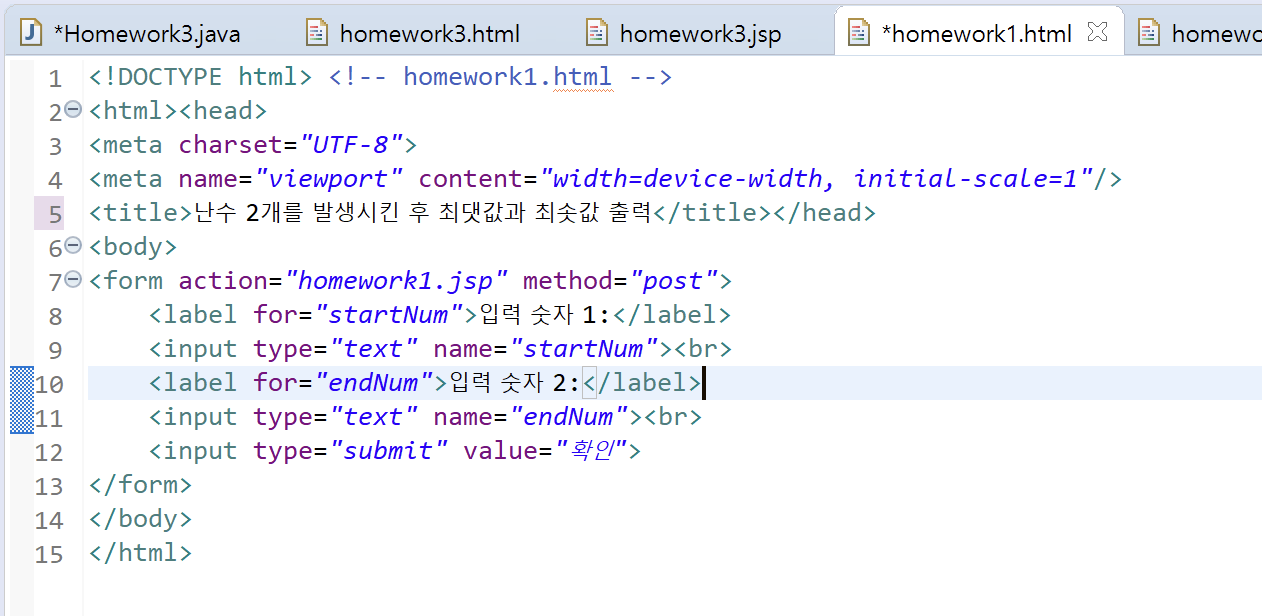 *Homework3.java homework3.html homework3.jsp *homework1.html homewo
1 <!DOCTYPE html> <!-- homework1.html -->
2 <html><head>
3 <meta charset="UTF-8">
4 <meta name="viewport" content="width=device-width, initial-scale=1"/>
5 <title>난수 2개를 발생시킨 후 최댓값과 최솟값 출력</title></head>
6 <body>
7 <form action="homework1.jsp" method="post">
8 <label for="startNum">입력 숫자 1:</label>
9 <input type="text" name="startNum"><br>
10 <label for="endNum">입력 숫자 2:</label>
11 <input type="text" name="endNum"><br>
12 <input type="submit" value="확인">
13 </form>
14 </body>
15 </html>